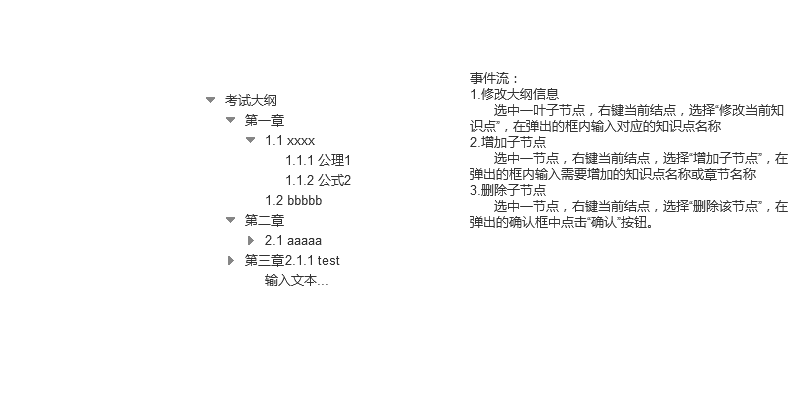 考试大纲
第一章
1.1 xxxx
1.1.1 公理1
1.1.2 公式2
1.2 bbbbb
第二章
2.1 aaaaa
第三章2.1.1 test
输入文本...
事件流：
1.修改大纲信息
选中一叶子节点，右键当前结点，选择“修改当前知
识点”，在弹出的框内输入对应的知识点名称
2.增加子节点
选中一节点，右键当前结点，选择“增加子节点”，在
弹出的框内输入需要增加的知识点名称或章节名称
3.删除子节点
选中一节点，右键当前结点，选择“删除该节点”，在
弹出的确认框中点击“确认”按钮。